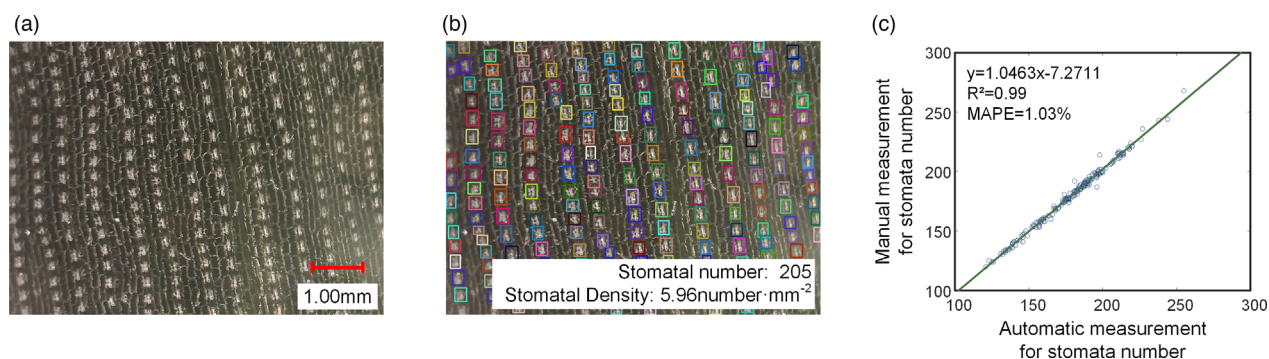 (a)
1.00mm
(b)
Stomatal number: 205
Stomatal Density: 5.96number·mm⁻²
(c)
y=1.0463x-7.2711
R²=0.99
MAPE=1.03%
300
250
200
150
100
100
150
200
250
300
Manual measurement
for stomata number
Automatic measurement
for stomata number